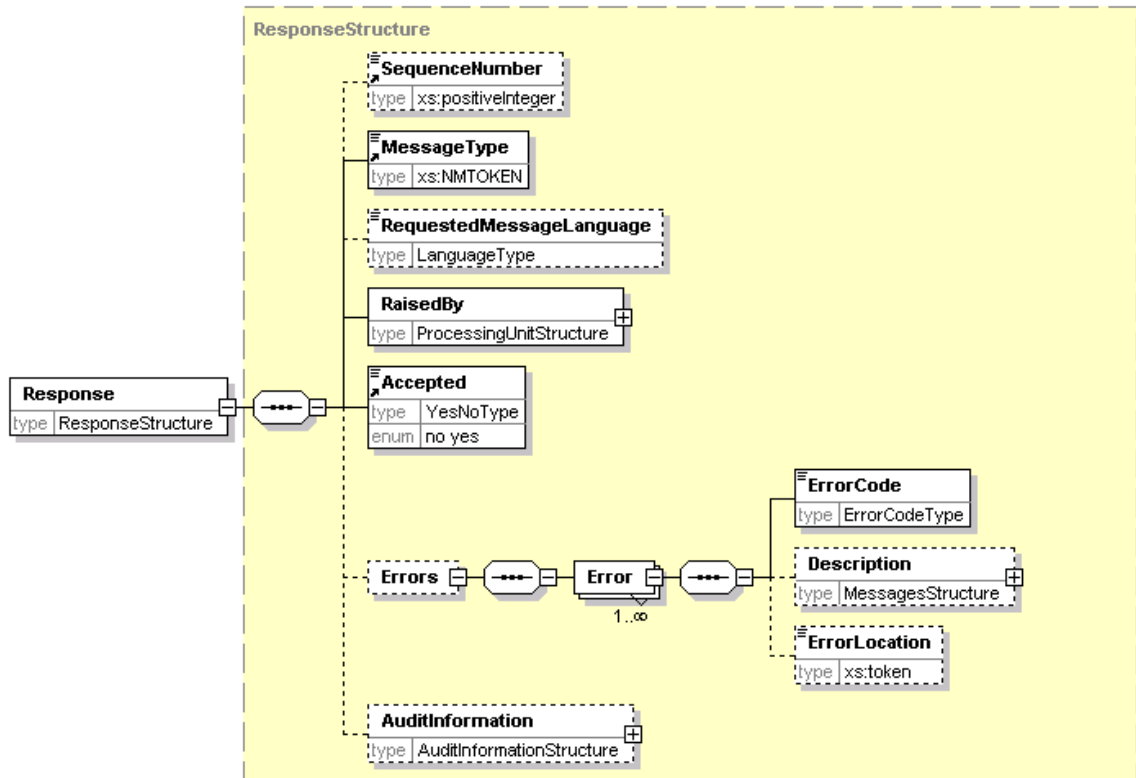 ResponseStructure
SequenceNumber
type xs:positiveInteger
MessageType
type xs:NMTOKEN
RequestedMessageLanguage
type LanguageType
RaisedBy
type ProcessingUnitStructure
Response
type ResponseStructure
Accepted
type YesNoType
enum no yes
ErrorCode
type ErrorCodeType
Errors
Error
1..∞
Description
type MessagesStructure
ErrorLocation
type xs:token
AuditInformation
type AuditInformationStructure